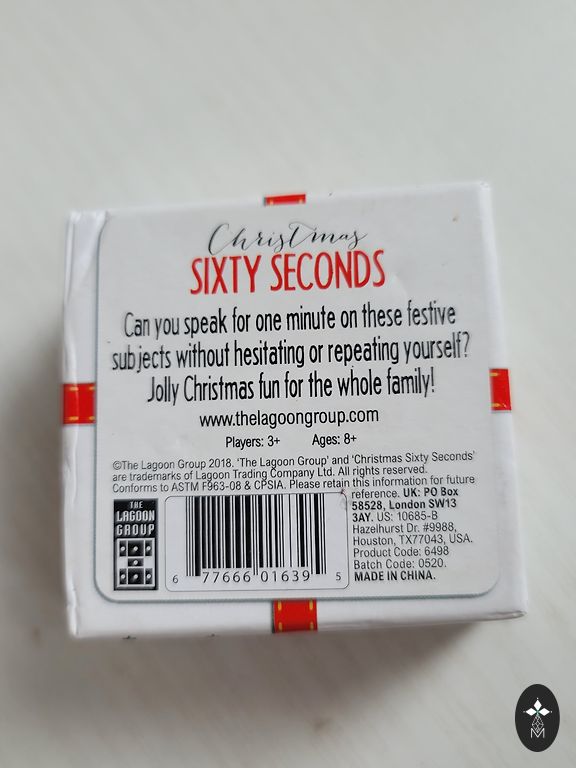 Christmas
SIXTY SECONDS
Can you speak for one minute on these festive
subjects without hesitating or repeating yourself?
Jolly Christmas fun for the whole family!
www.thelagoongroup.com
Players: 3+ Ages: 8+
©The Lagoon Group 2018. 'The Lagoon Group' and 'Christmas Sixty Seconds'
are trademarks of Lagoon Trading Company Ltd. All rights reserved.
Conforms to ASTM F963-08 & CPSIA. Please retain this information for future
reference. UK: PO Box
58528, London SW13
3AY. US: 10685-B
Hazelhurst Dr. #9988,
Houston, TX77043, USA.
Product Code: 6498
Batch Code: 0520.
MADE IN CHINA.
THE
LAGOON
GROUP
6 77666 01639 5
M